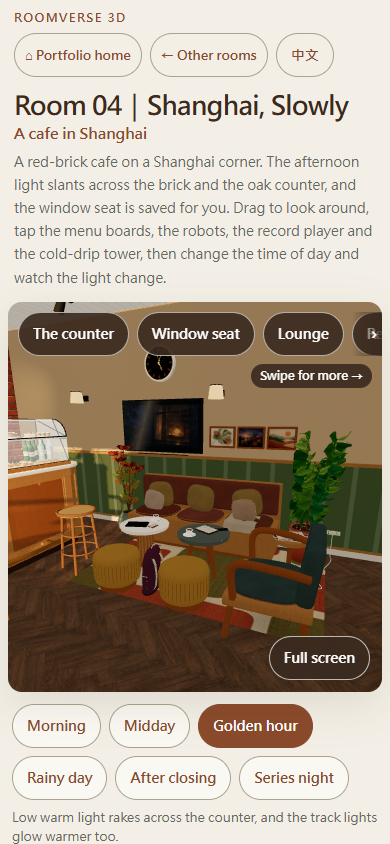 ROOMVERSE 3D
⌂ Portfolio home
← Other rooms
中文
Room 04 | Shanghai, Slowly
A cafe in Shanghai
A red-brick cafe on a Shanghai corner. The afternoon
light slants across the brick and the oak counter, and
the window seat is saved for you. Drag to look around,
tap the menu boards, the robots, the record player and
the cold-drip tower, then change the time of day and
watch the light change.
The counter
Window seat
Lounge
Swipe for more →
Full screen
Morning
Midday
Golden hour
Rainy day
After closing
Series night
Low warm light rakes across the counter, and the track lights
glow warmer too.